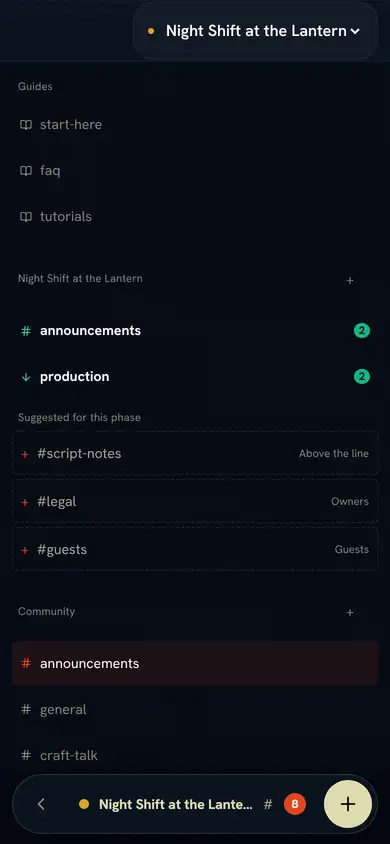 Night Shift at the Lantern
Guides
start-here
faq
tutorials
Night Shift at the Lantern +
# announcements 2
production 2
Suggested for this phase
+ #script-notes Above the line
+ #legal Owners
+ #guests Guests
Community +
# announcements
# general
# craft-talk
Night Shift at the Lante... # 8 +